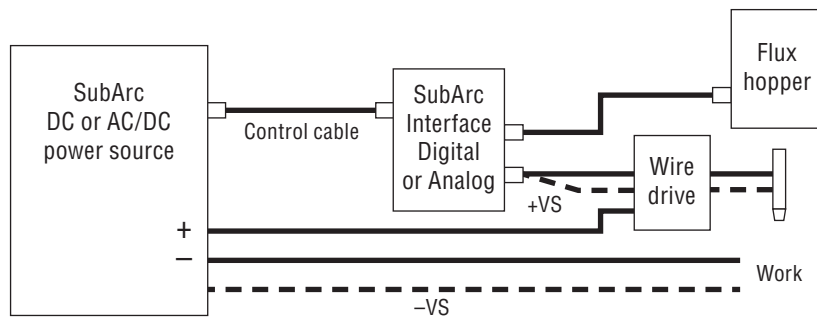 SubArc
DC or AC/DC
power source
Control cable
SubArc
Interface
Digital
or Analog
Flux
hopper
Wire
drive
+VS
+
–
Work
–VS